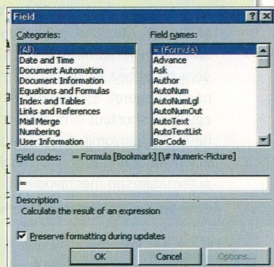 Field
Categories:
(All)
Date and Time
Document Automation
Document Information
Equations and Formulas
Index and Tables
Links and References
Mail Merge
Numbering
User Information
Field names:
= (Formula)
Advance
Ask
Author
AutoNum
AutoNumLgl
AutoNumOut
AutoText
AutoTextList
BarCode
Field codes: = Formula [Bookmark] [\# Numeric-Picture]
=
Description
Calculate the result of an expression
Preserve formatting during updates
OK
Cancel
Options...